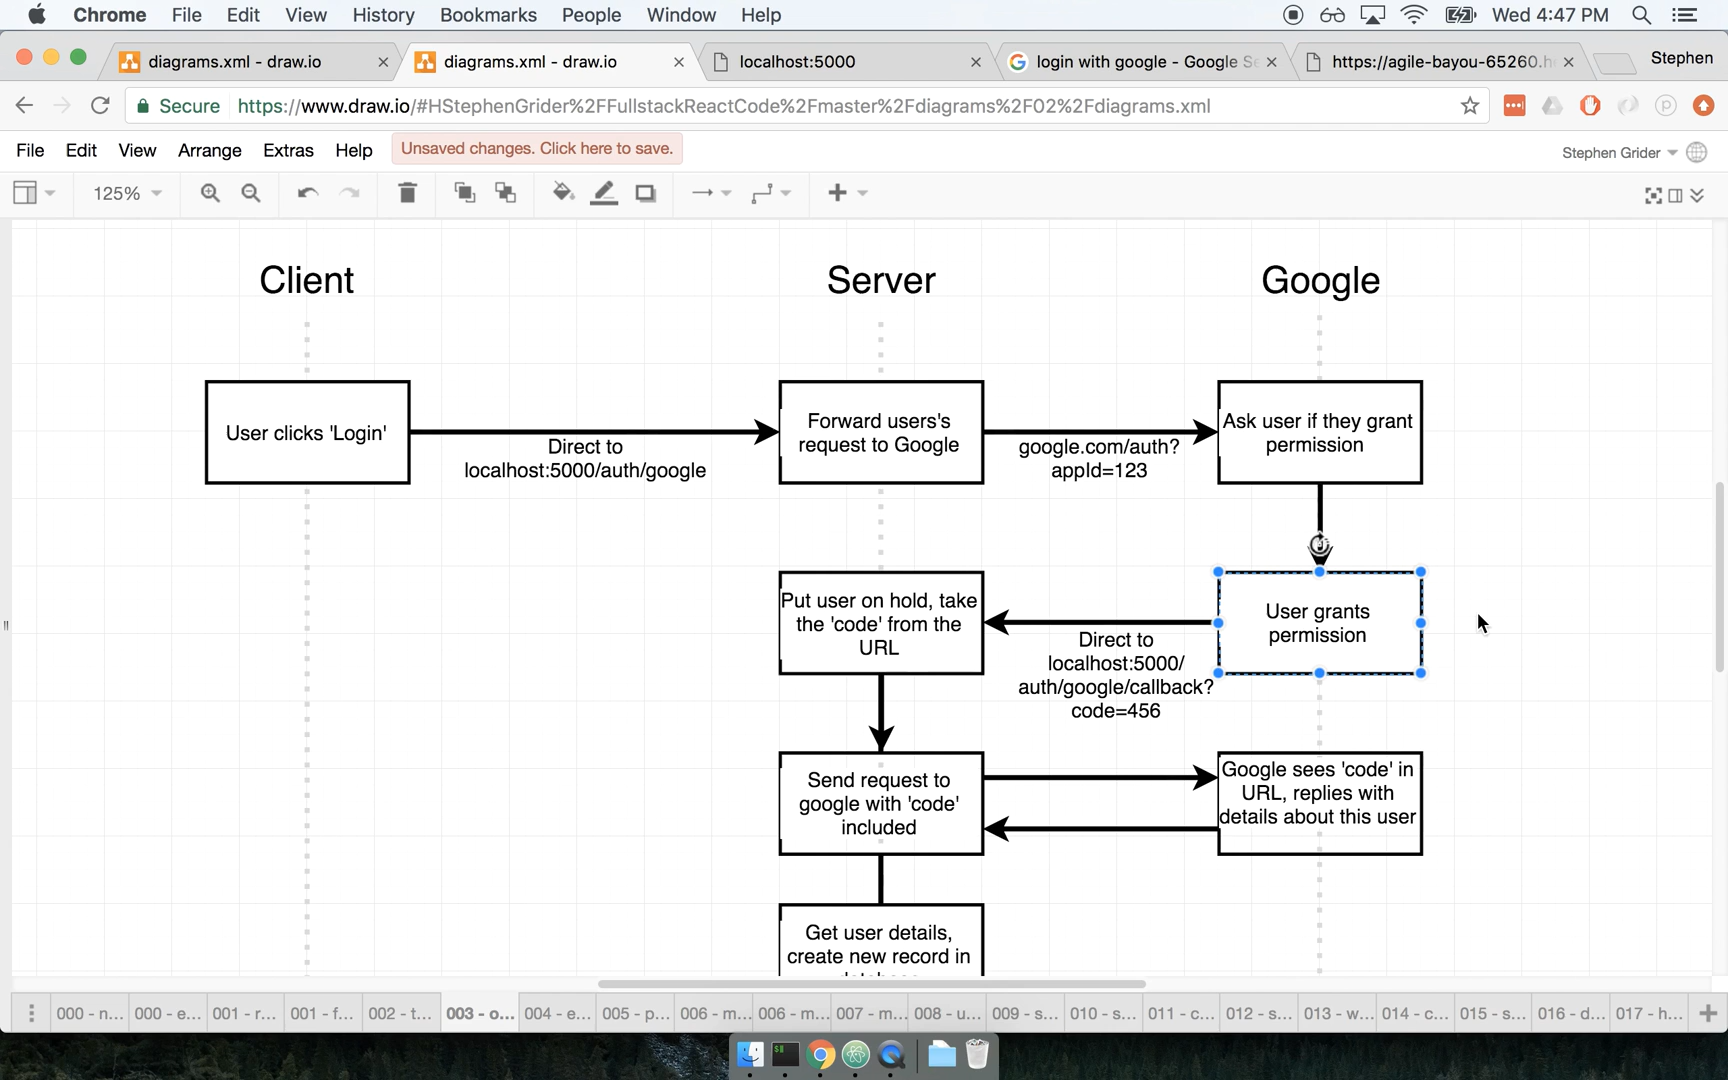 Chrome File Edit View History Bookmarks People Window Help Wed 4:47 PM
diagrams.xml - draw.io diagrams.xml - draw.io localhost:5000 login with google - Google Se https://agile-bayou-65260.h Stephen
Secure https://www.draw.io/#HStephenGrider%2FFullstackReactCode%2Fmaster%2Fdiagrams%2F02%2Fdiagrams.xml
File Edit View Arrange Extras Help Unsaved changes. Click here to save. Stephen Grider
125%
Client Server Google
User clicks 'Login'
Direct to
localhost:5000/auth/google
Forward users's
request to Google
google.com/auth?
appId=123
Ask user if they grant
permission
Put user on hold, take
the 'code' from the
URL
Direct to
localhost:5000/
auth/google/callback?
code=456
User grants
permission
Send request to
google with 'code'
included
Google sees 'code' in
URL, replies with
details about this user
Get user details,
create new record in
000 - n... 000 - e... 001 - r... 001 - f... 002 - t... 003 - o... 004 - e... 005 - p... 006 - m... 006 - m... 007 - m... 008 - u... 009 - s... 010 - s... 011 - c... 012 - s... 013 - w... 014 - c... 015 - s... 016 - d... 017 - h...